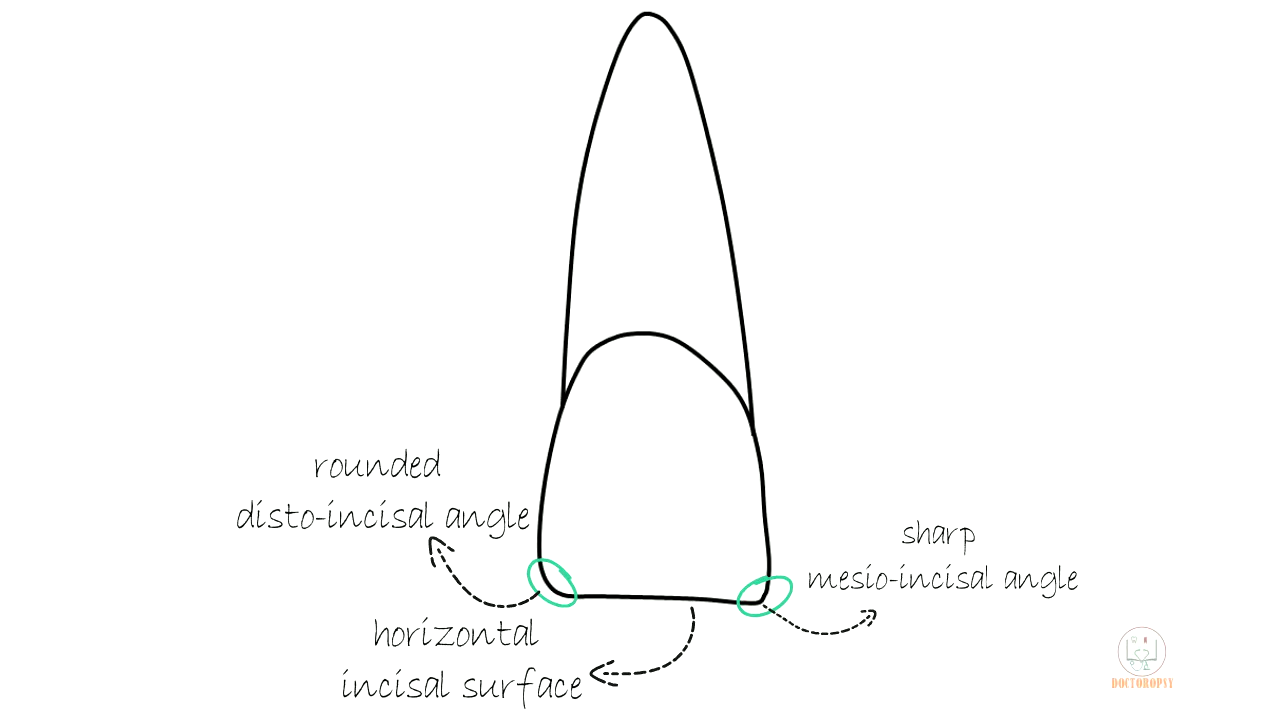 rounded
disto-incisal angle
sharp
mesio-incisal angle
horizontal
incisal surface
DOCTOROPSY